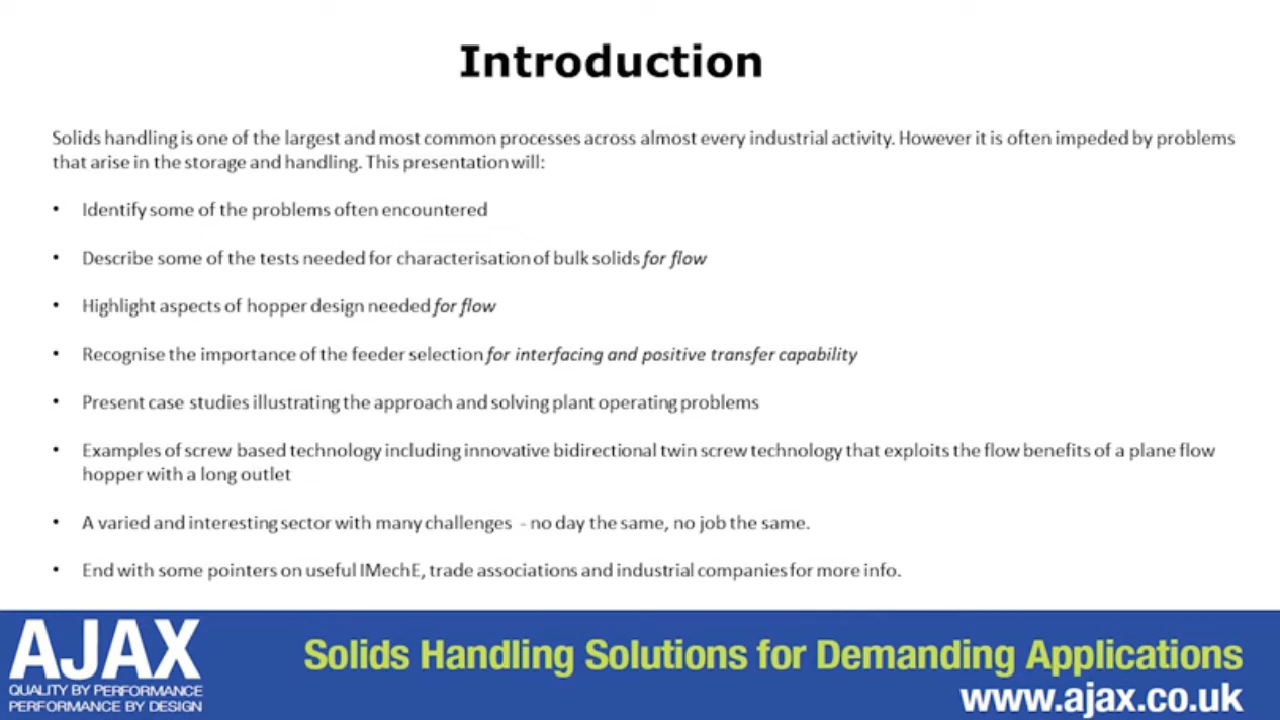 Introduction
Solids handling is one of the largest and most common processes across almost every industrial activity. However it is often impeded by problems
that arise in the storage and handling. This presentation will:
• Identify some of the problems often encountered
• Describe some of the tests needed for characterisation of bulk solids for flow
• Highlight aspects of hopper design needed for flow
• Recognise the importance of the feeder selection for interfacing and positive transfer capability
• Present case studies illustrating the approach and solving plant operating problems
• Examples of screw based technology including innovative bidirectional twin screw technology that exploits the flow benefits of a plane flow
hopper with a long outlet
• A varied and interesting sector with many challenges - no day the same, no job the same.
• End with some pointers on useful IMechE, trade associations and industrial companies for more info.
AJAX
QUALITY BY PERFORMANCE
PERFORMANCE BY DESIGN
Solids Handling Solutions for Demanding Applications
www.ajax.co.uk